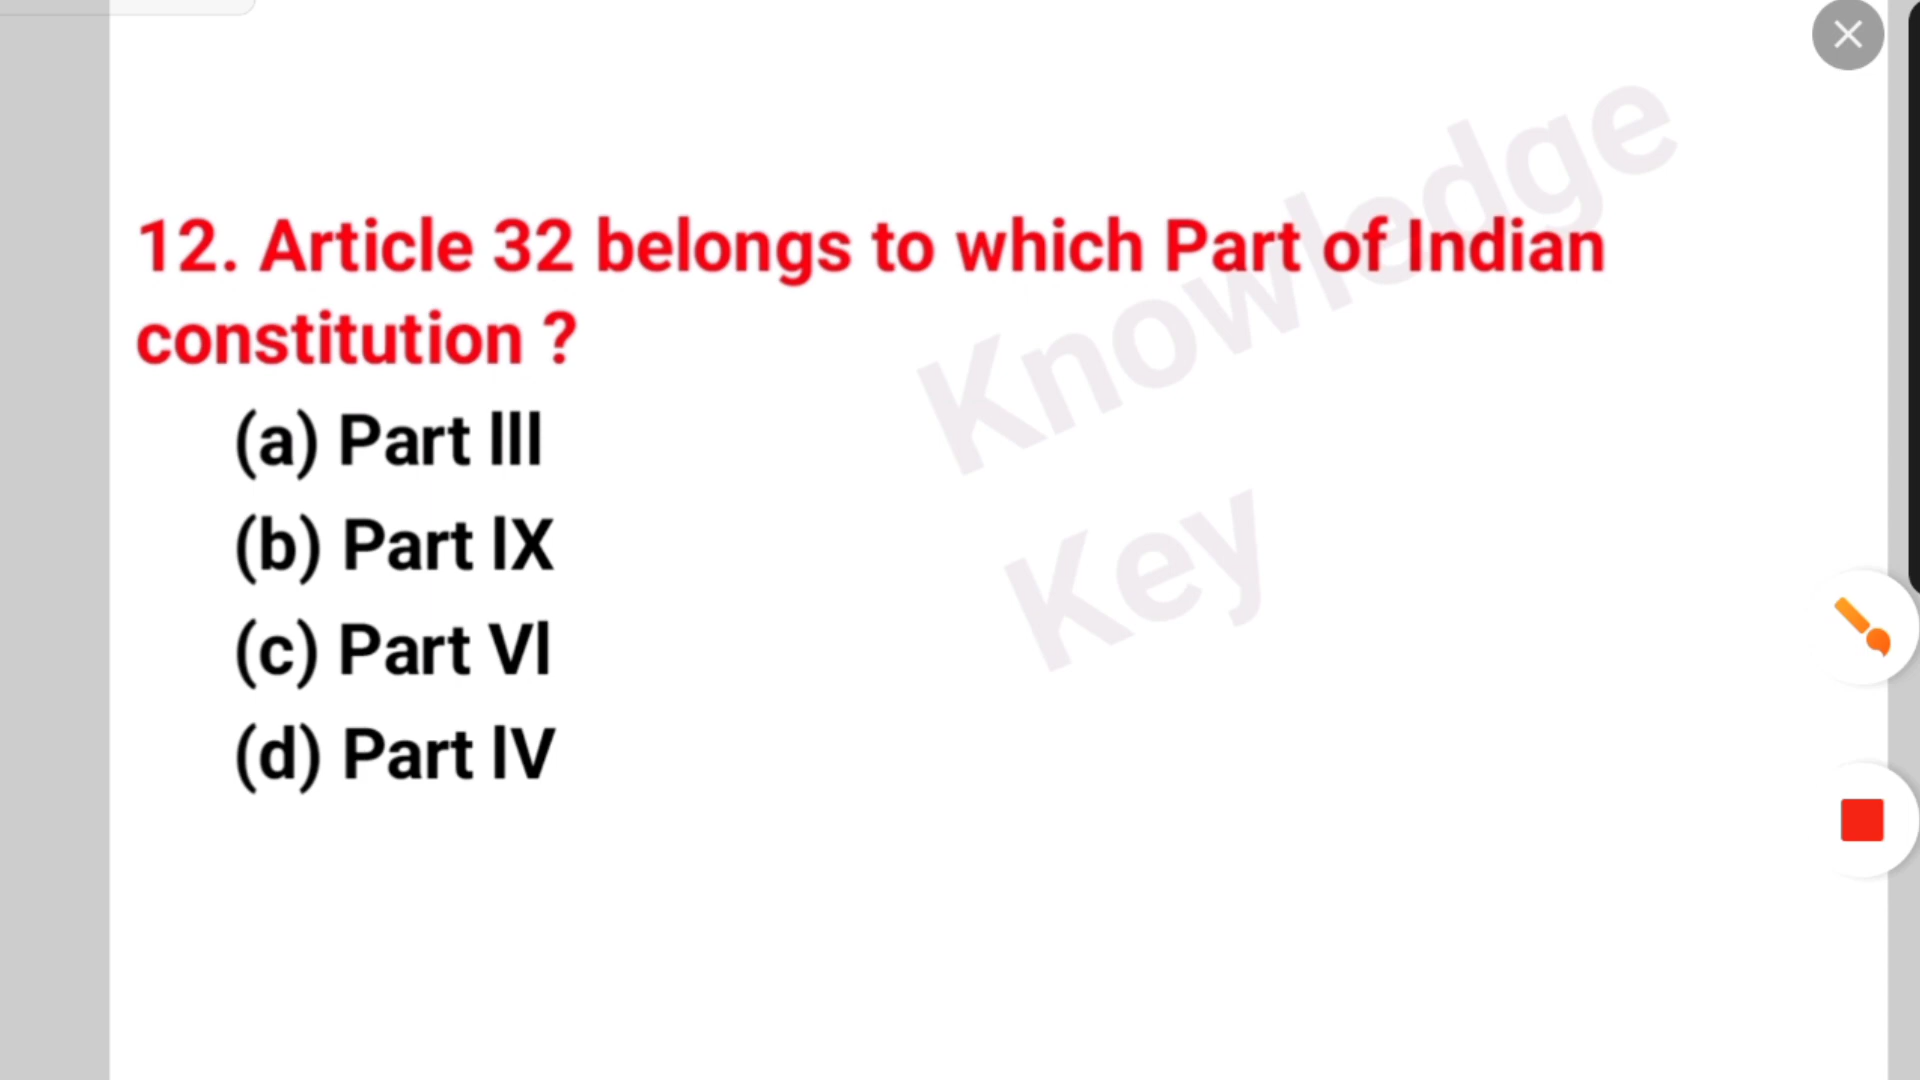 12. Article 32 belongs to which Part of Indian
constitution ?
(a) Part III
(b) Part IX
(c) Part VI
(d) Part IV
Knowledge
Key